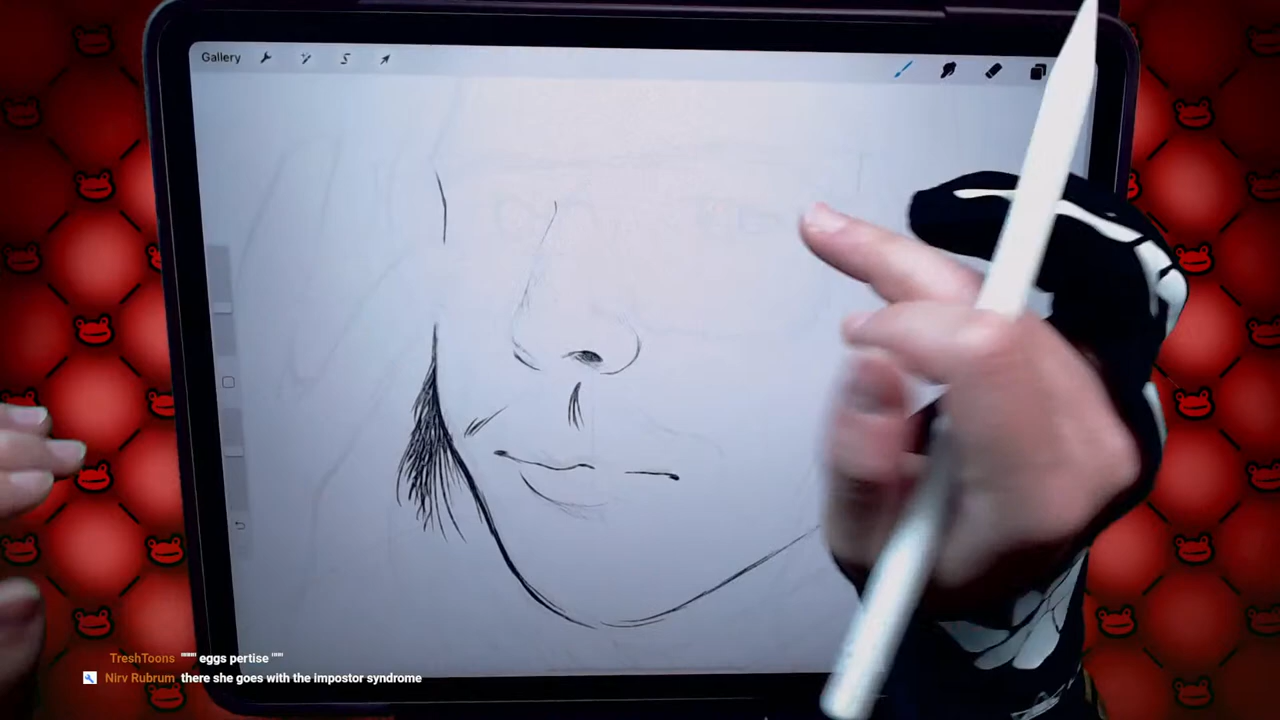 Gallery
TreshToons """" eggs pertise """"
Nirv Rubrum there she goes with the impostor syndrome